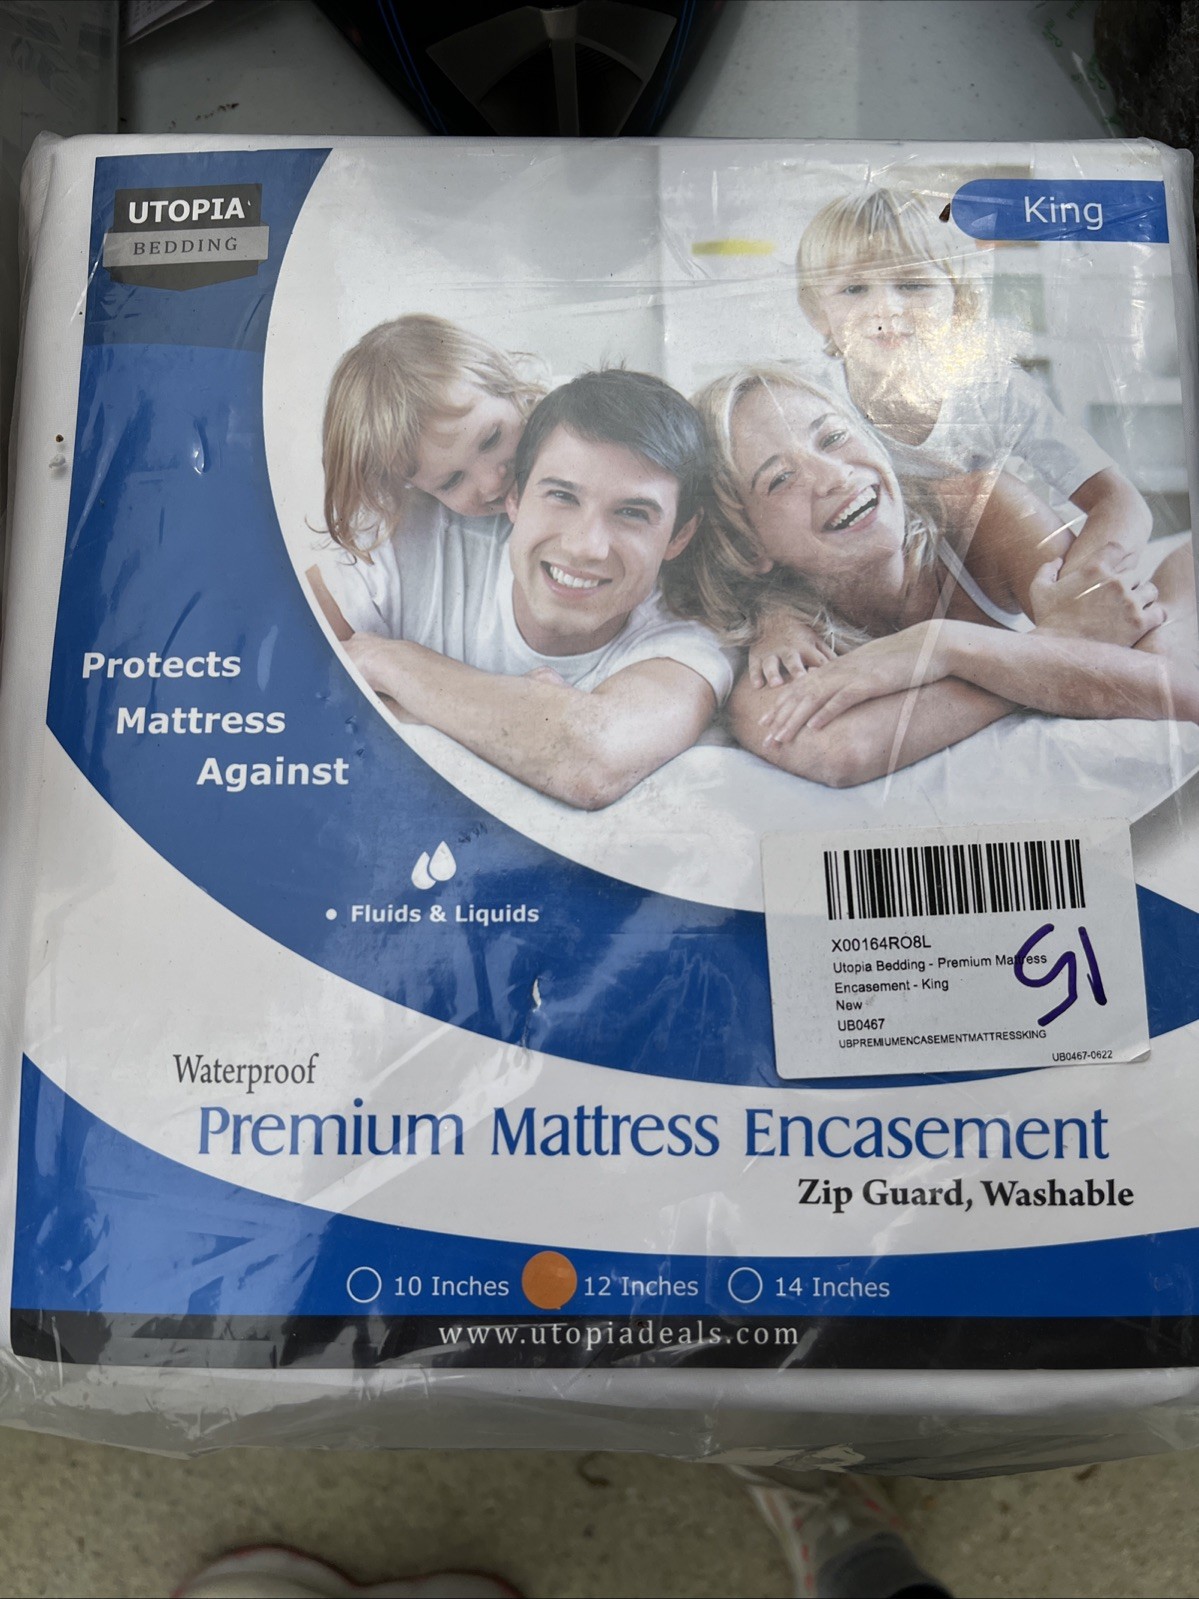 UTOPIA
BEDDING
King
Protects
Mattress
Against
• Fluids & Liquids
X00164RO8L
Utopia Bedding - Premium Mattress
Encasement - King
New
UB0467
UBPREMIUMENCASEMENTMATTRESSKING
UB0467-0622
15
Waterproof
Premium Mattress Encasement
Zip Guard, Washable
10 Inches 12 Inches 14 Inches
www.utopiadeals.com